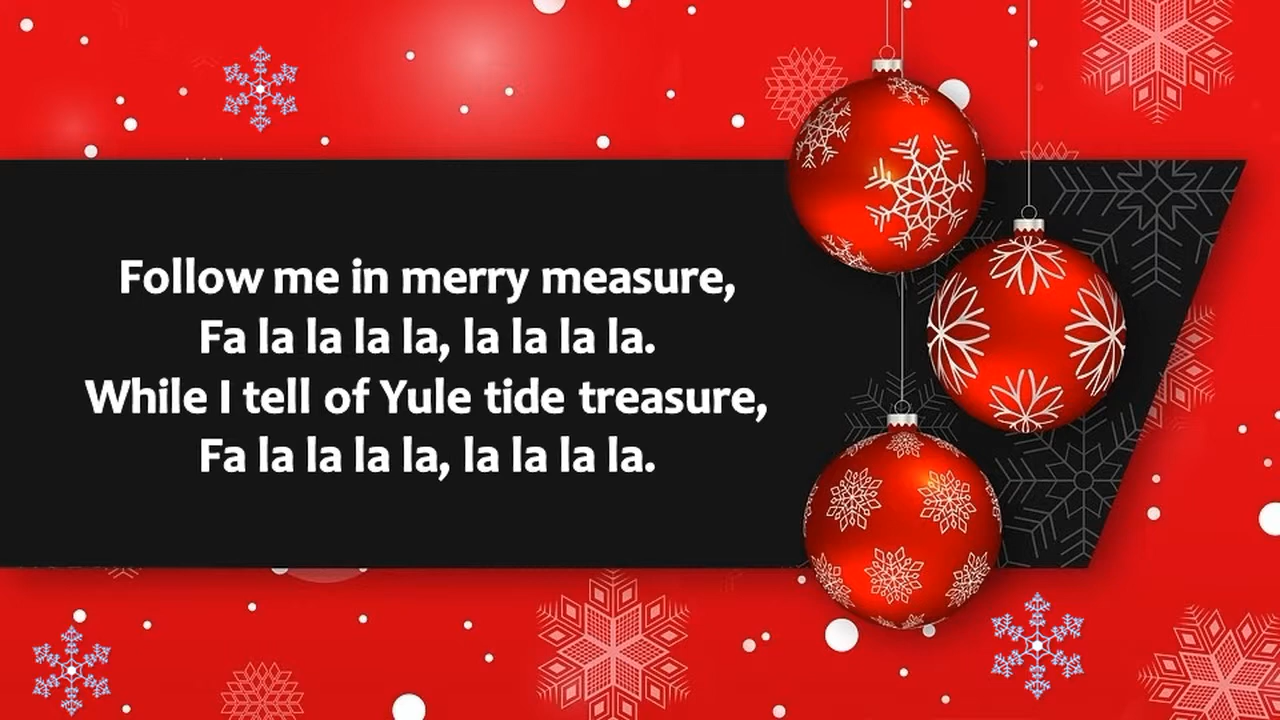 Follow me in merry measure,
Fa la la la la, la la la la.
While I tell of Yule tide treasure,
Fa la la la la, la la la la.